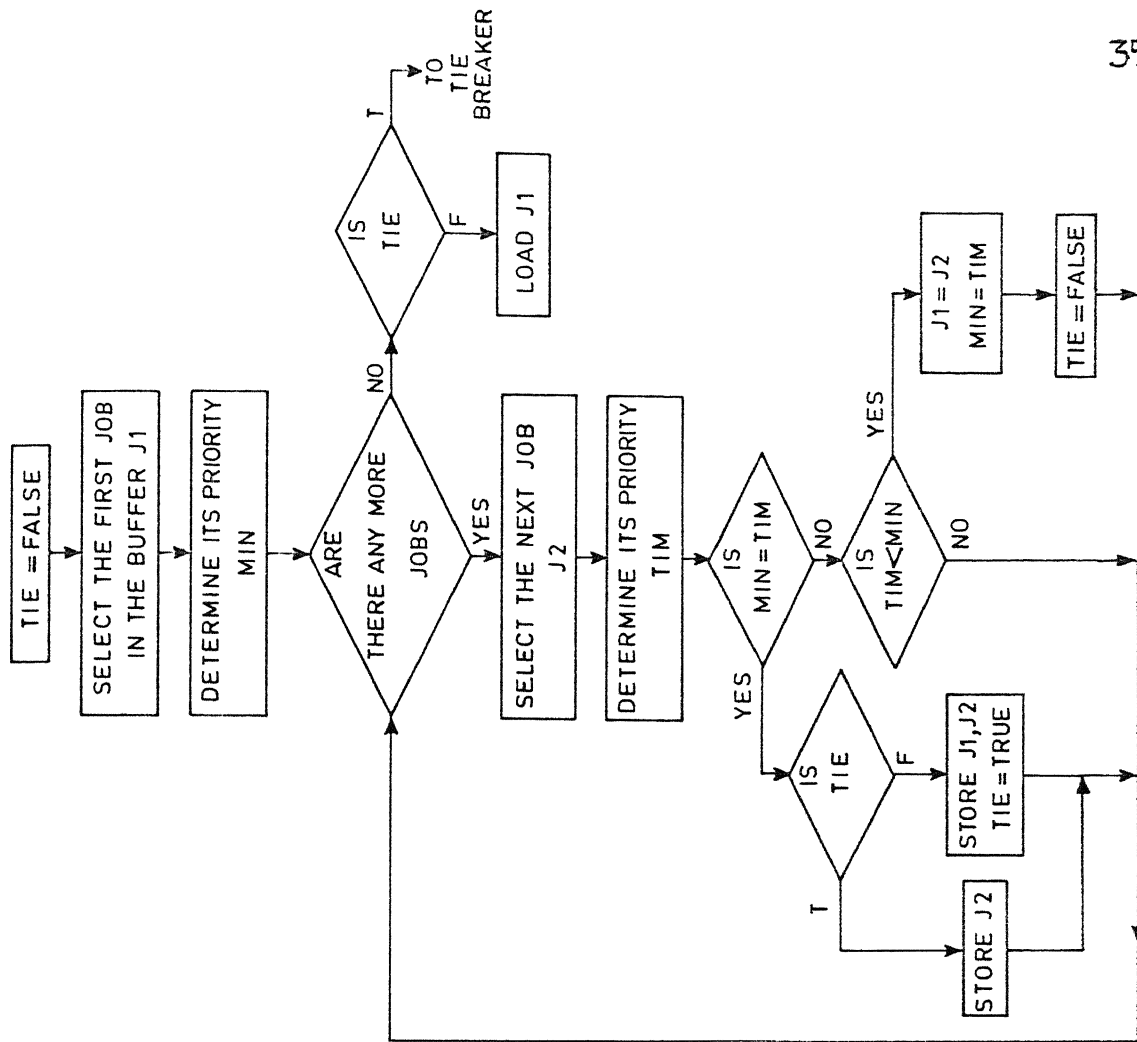 TIE = FALSE
SELECT THE FIRST JOB
IN THE BUFFER J1
DETERMINE ITS PRIORITY
MIN
ARE
THERE ANY MORE
JOBS
NO
IS
TIE
T
TO
TIE
BREAKER
F
LOAD J1
YES
SELECT THE NEXT JOB
J2
DETERMINE ITS PRIORITY
TIM
IS
MIN = TIM
YES
NO
IS
TIE
T
F
STORE J2
STORE J1,J2
TIE = TRUE
IS
TIM<MIN
YES
NO
J1 = J2
MIN = TIM
TIE = FALSE